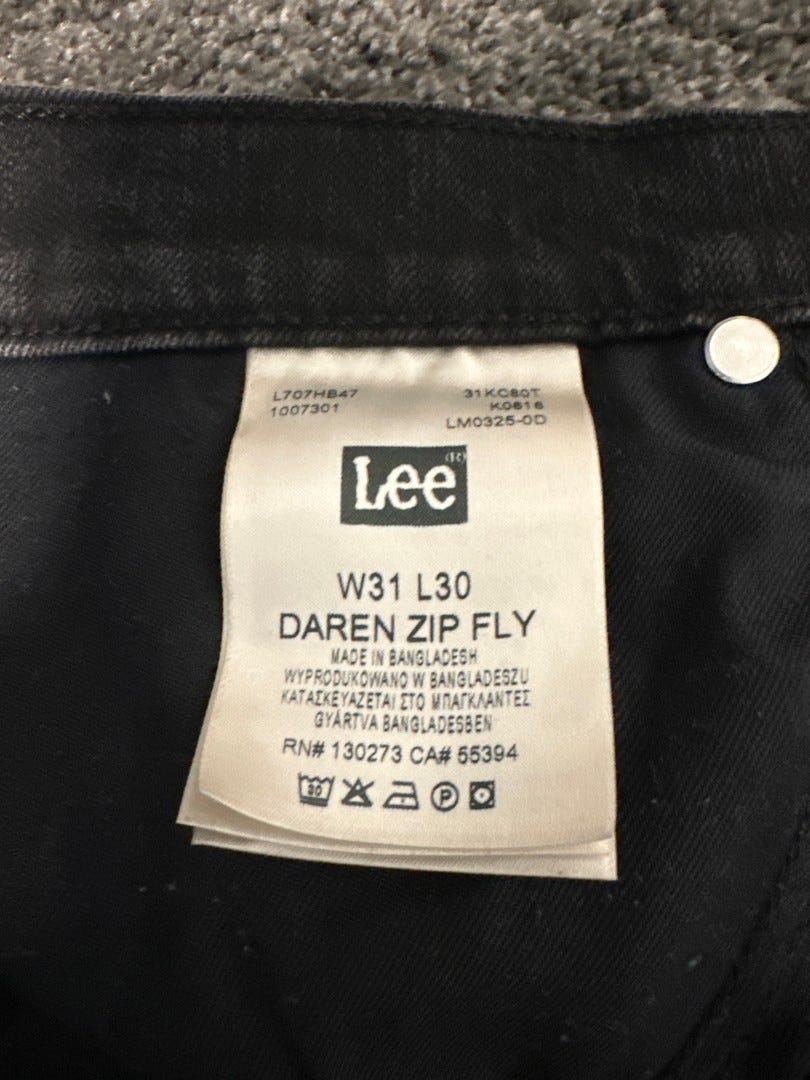 L707HB47 31KC80T
1007301 K0616
LM0325-0D
Lee (R)
W31 L30
DAREN ZIP FLY
MADE IN BANGLADESH
WYPRODUKOWANO W BANGLADESZU
ΚΑΤΑΣΚΕΥΑΖΕΤΑΙ ΣΤΟ ΜΠΑΓΚΛΑΝΤΕΣ
GYÁRTVA BANGLADESBEN
RN# 130273 CA# 55394
30 P